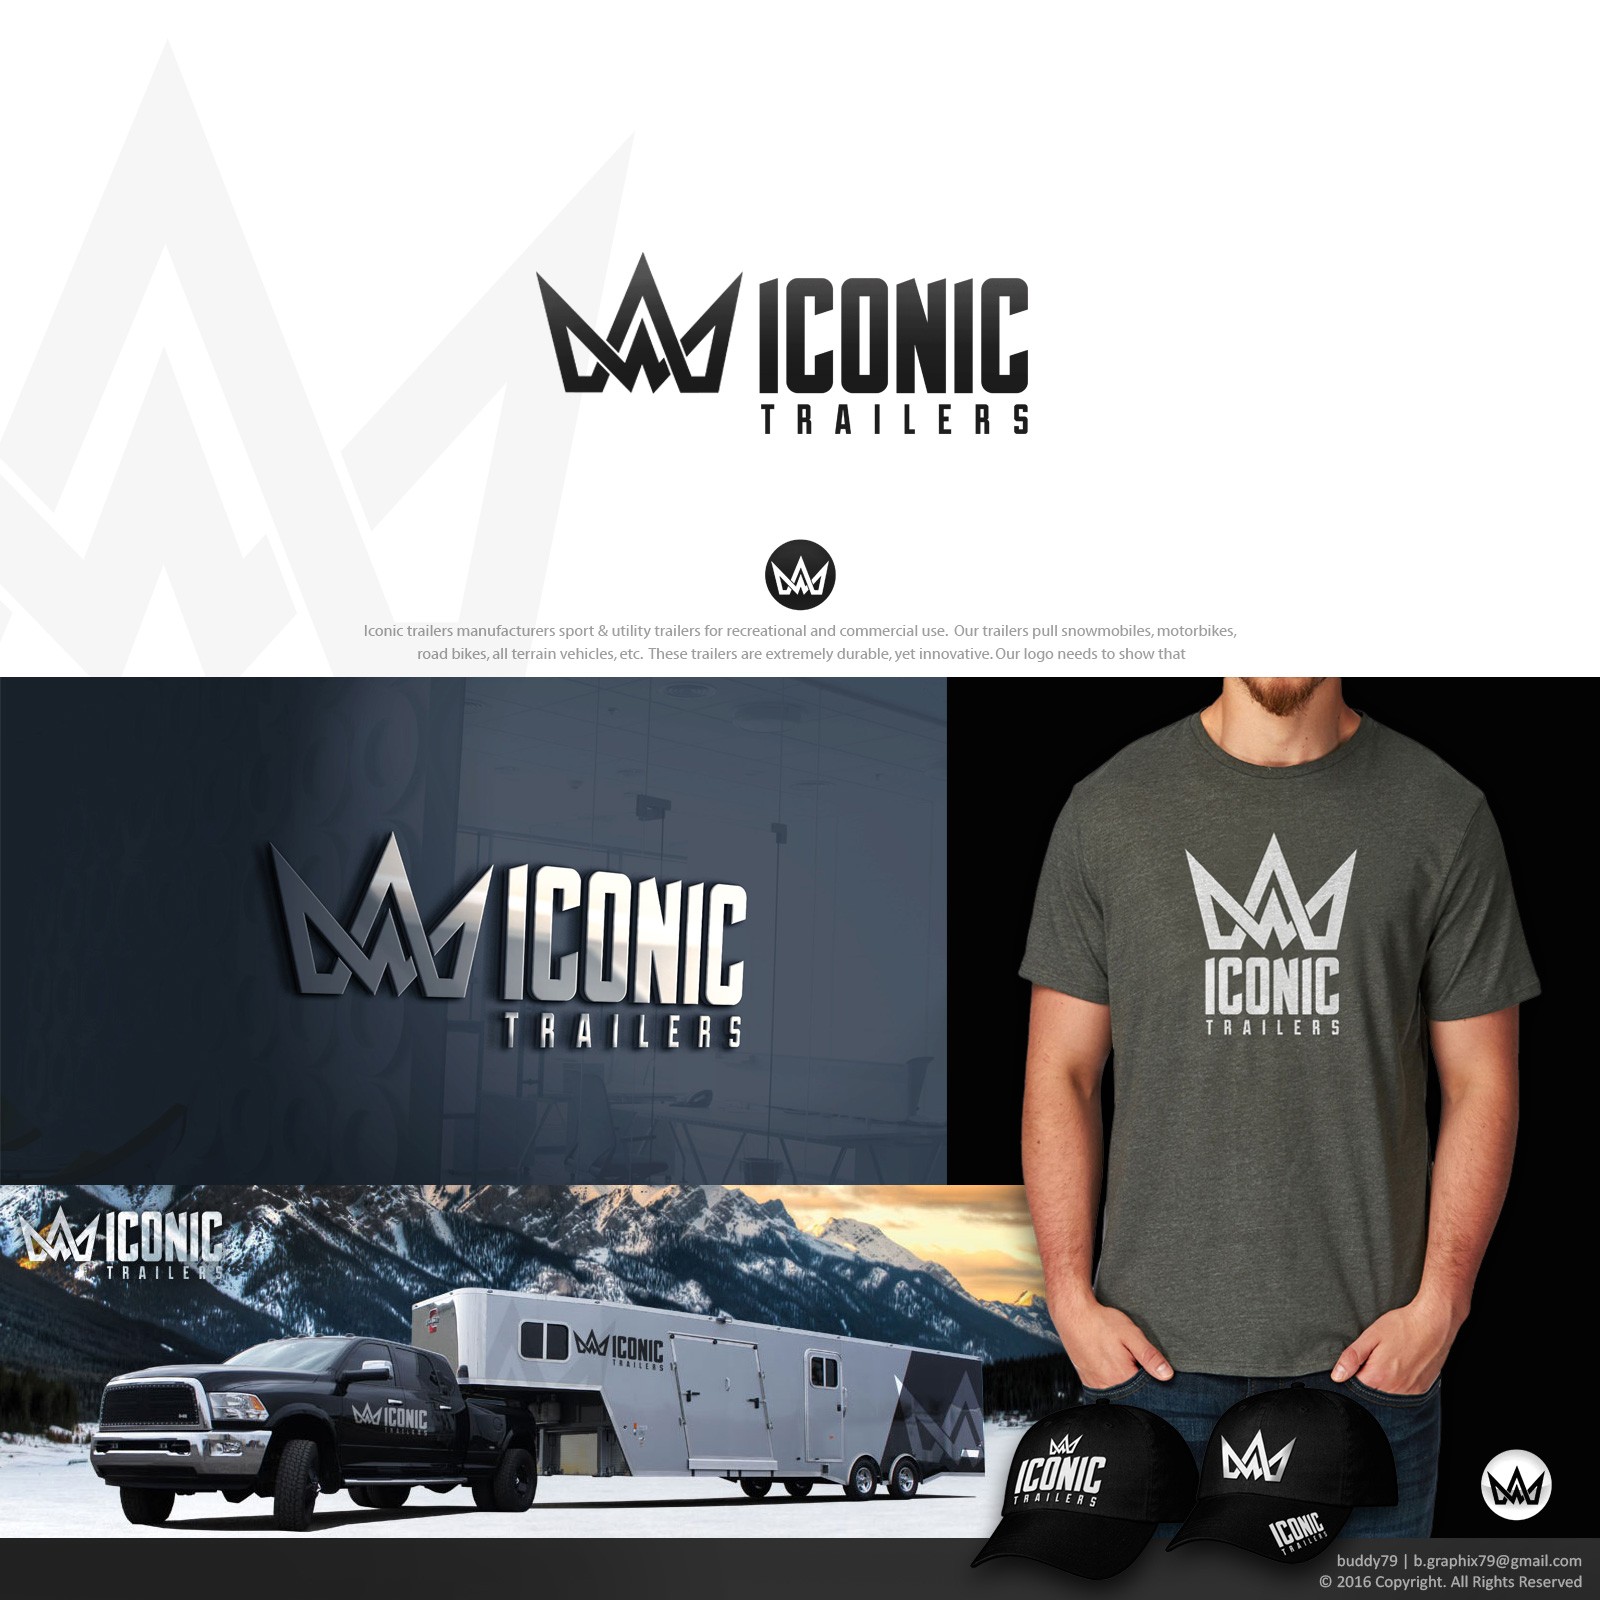 ICONIC
TRAILERS
Iconic trailers manufacturers sport & utility trailers for recreational and commercial use. Our trailers pull snowmobiles, motorbikes,
road bikes, all terrain vehicles, etc. These trailers are extremely durable, yet innovative. Our logo needs to show that
ICONIC
TRAILERS
ICONIC
TRAILERS
ICONIC
TRAILERS
ICONIC
TRAILERS
ICONIC
TRAILERS
ICONIC
TRAILERS
ICONIC
TRAILERS
buddy79 | b.graphix79@gmail.com
© 2016 Copyright. All Rights Reserved